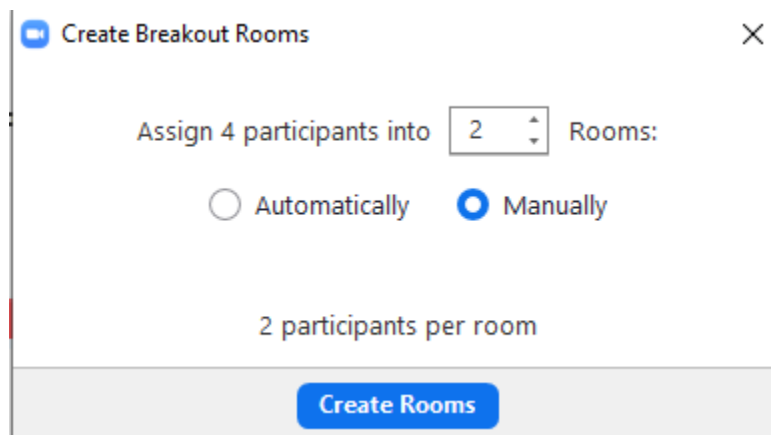 Create Breakout Rooms
Assign 4 participants into 2 Rooms:
Automatically Manually
2 participants per room
Create Rooms